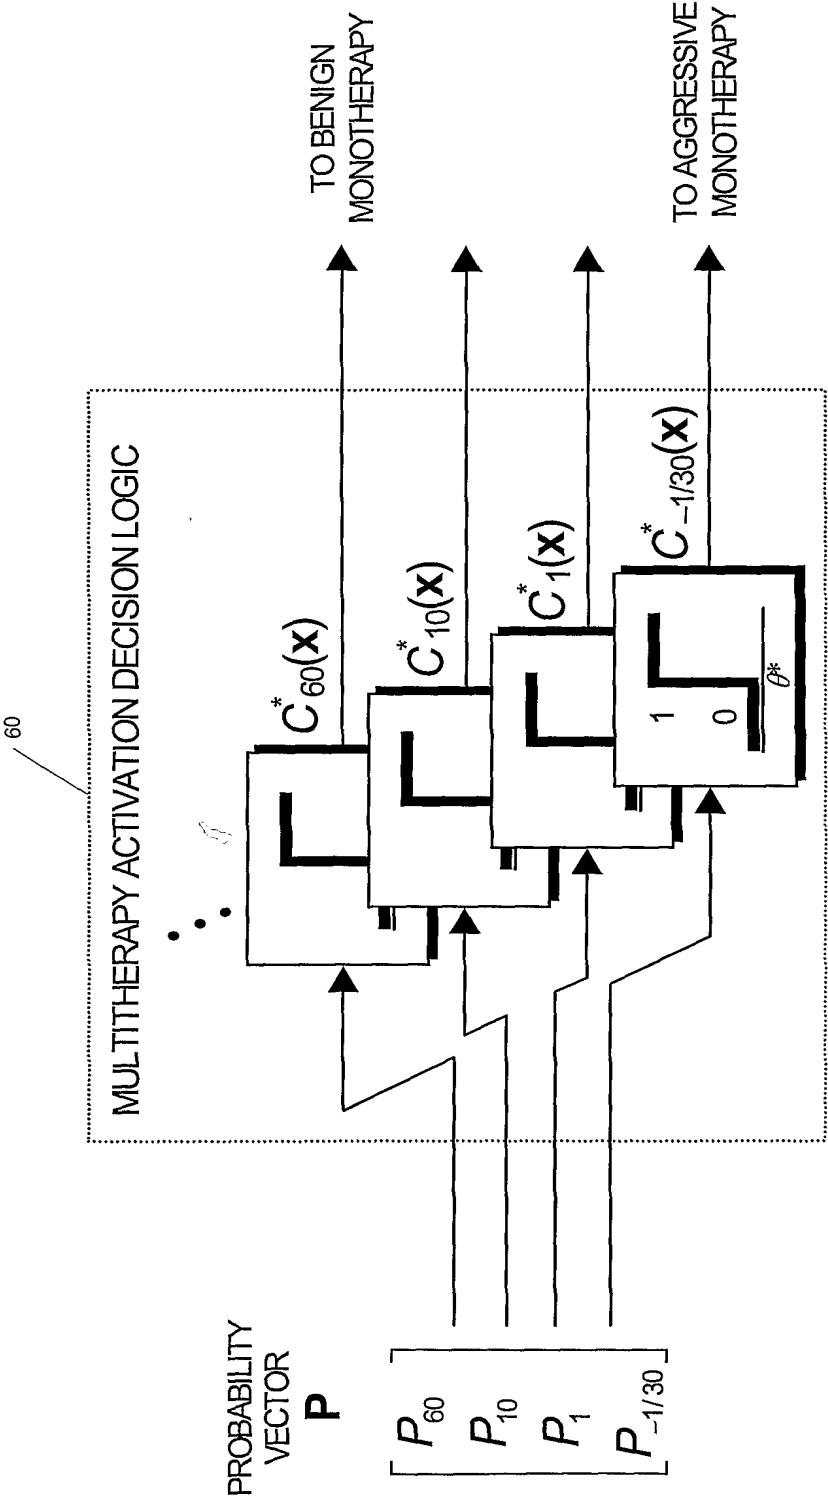 60
MULTITHERAPY ACTIVATION DECISION LOGIC
PROBABILITY
VECTOR
P
P60
P10
P1
P–1/30
C*60(x)
C*10(x)
C*1(x)
C*–1/30(x)
1
0
θ*
TO BENIGN
MONOTHERAPY
TO AGGRESSIVE
MONOTHERAPY